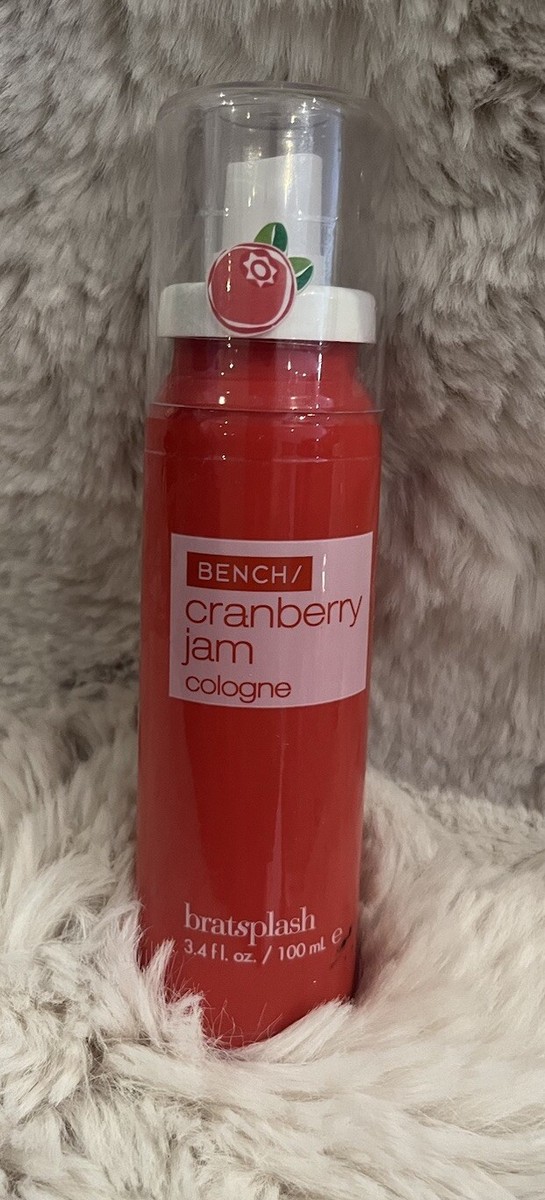 BENCH/
cranberry
jam
cologne
bratsplash
3.4 fl. oz. / 100 mL ℮